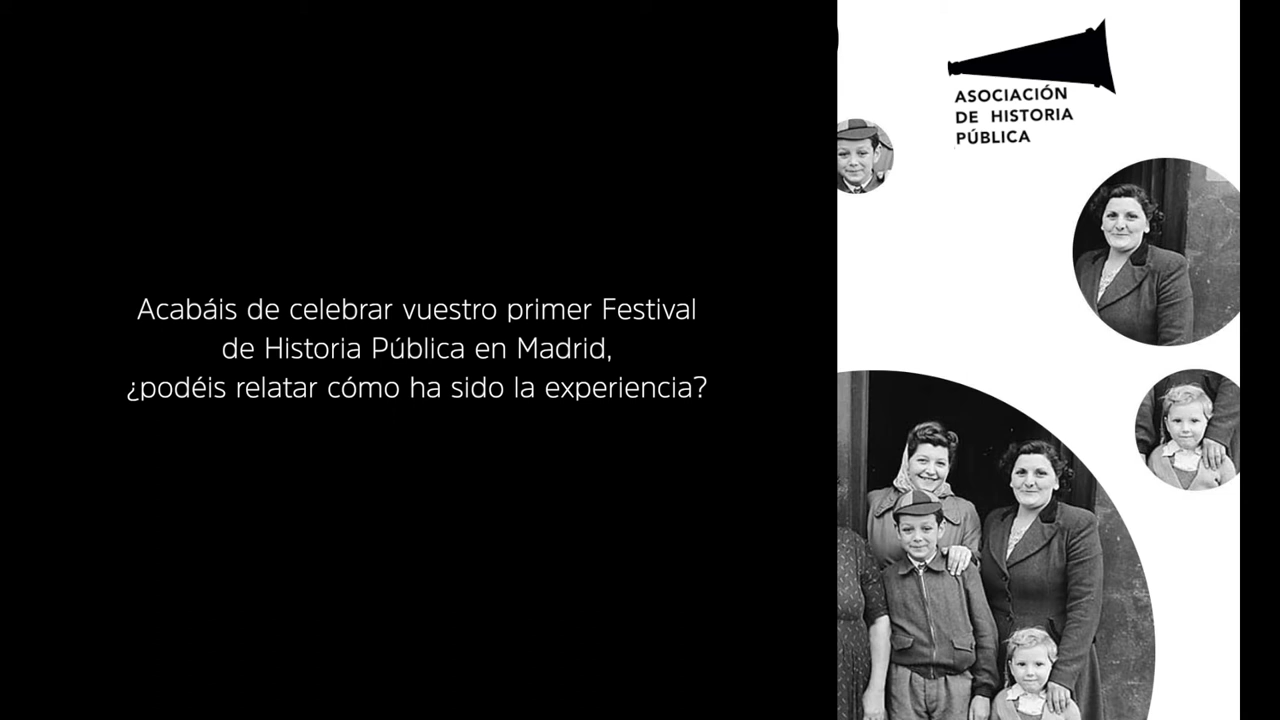 Acabáis de celebrar vuestro primer Festival
de Historia Pública en Madrid,
¿podéis relatar cómo ha sido la experiencia?
ASOCIACIÓN
DE HISTORIA
PÚBLICA